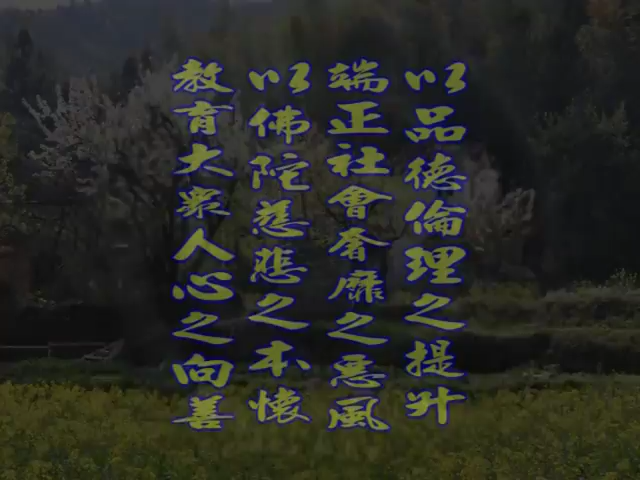 以品德倫理之提升
端正社會奢靡之惡風
以佛陀慈悲之本懷
教育大眾人心之向善